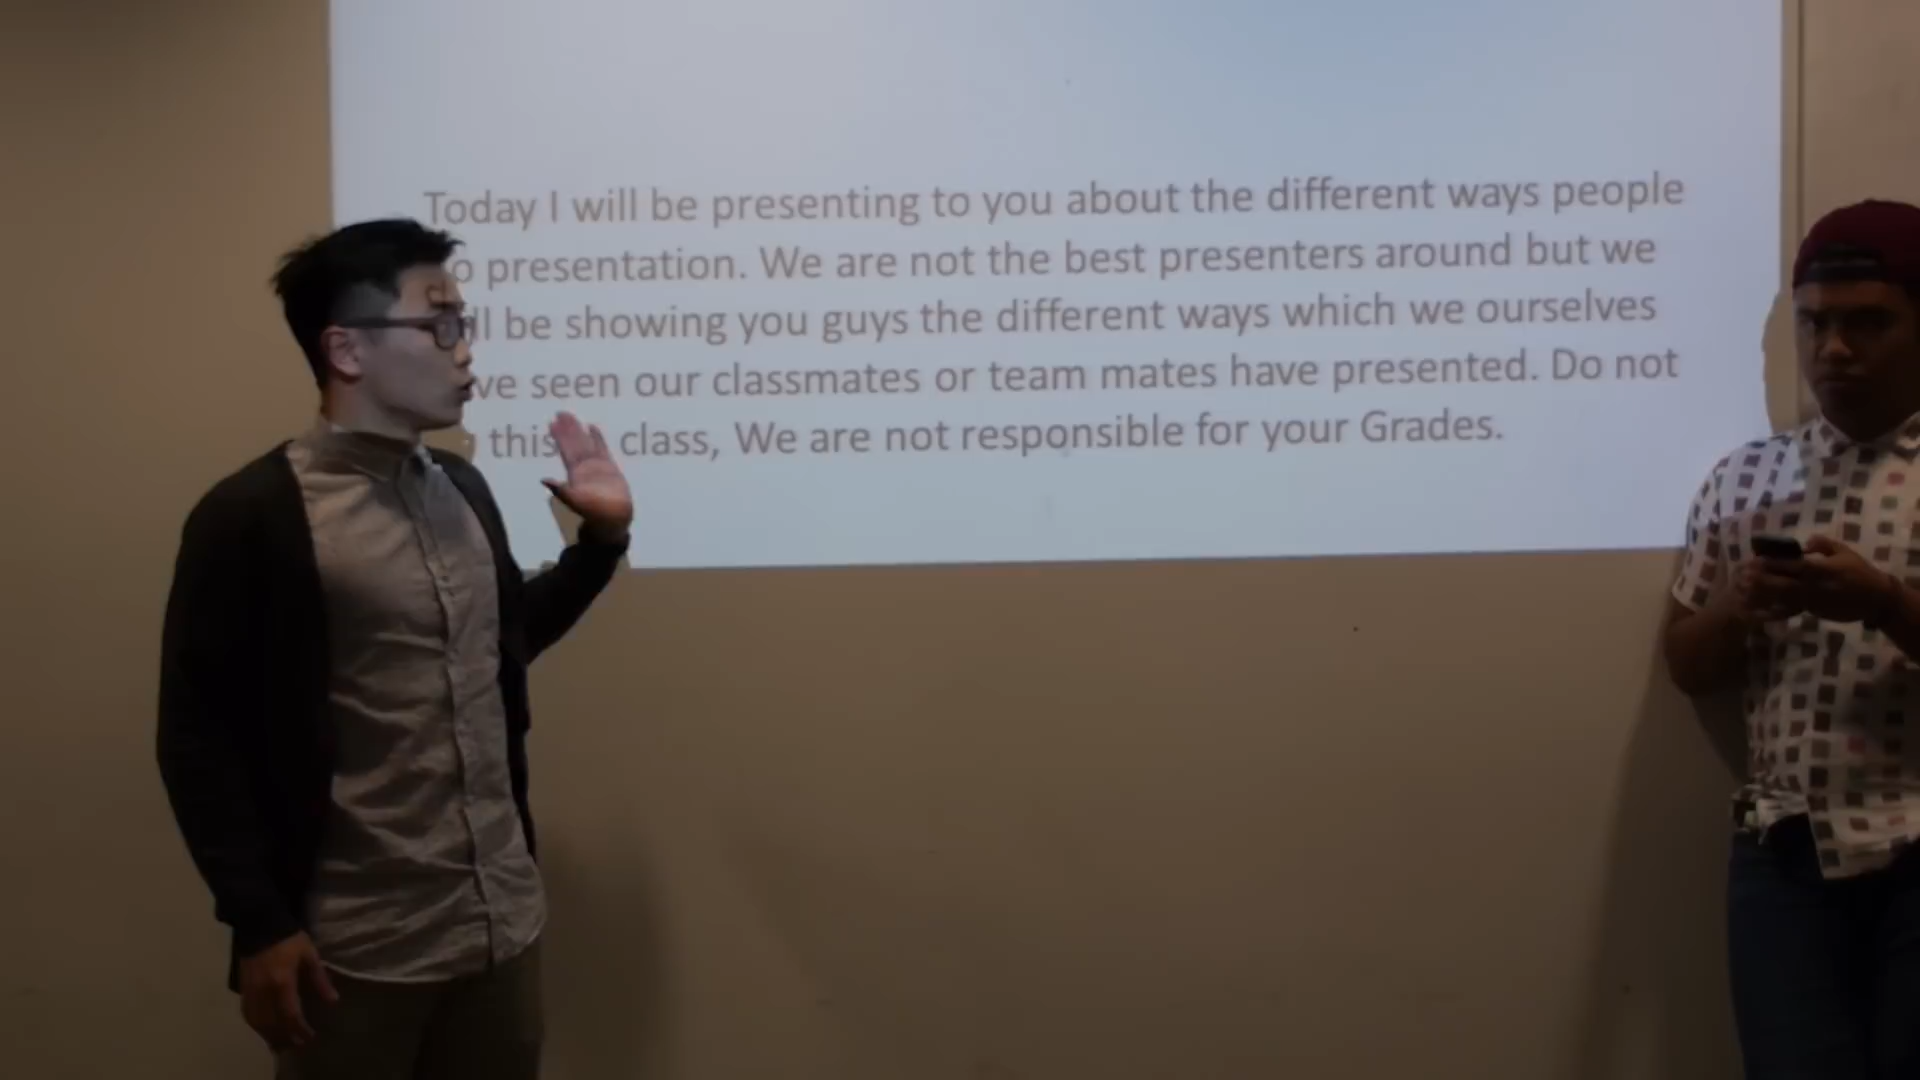 Today I will be presenting to you about the different ways people
presentation. We are not the best presenters around but we
be showing you guys the different ways which we ourselves
seen our classmates or team mates have presented. Do not
this class, We are not responsible for your Grades.